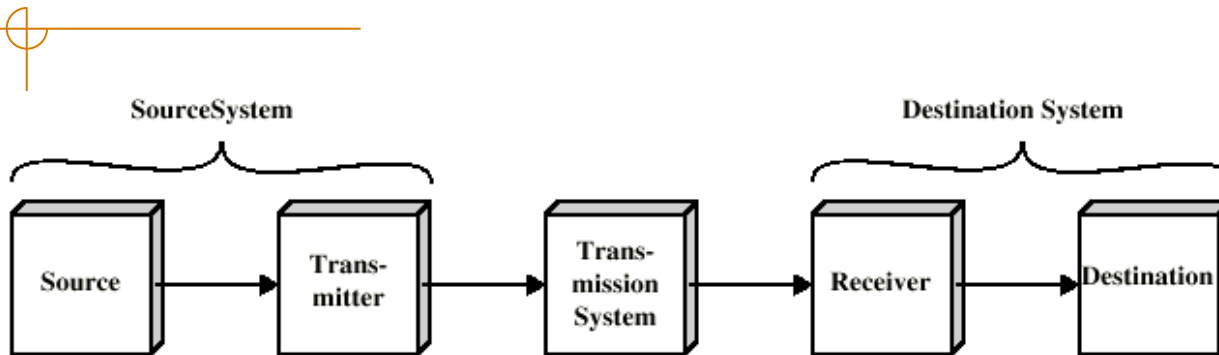 SourceSystem
Destination System
Source
Trans-
mitter
Trans-
mission
System
Receiver
Destination